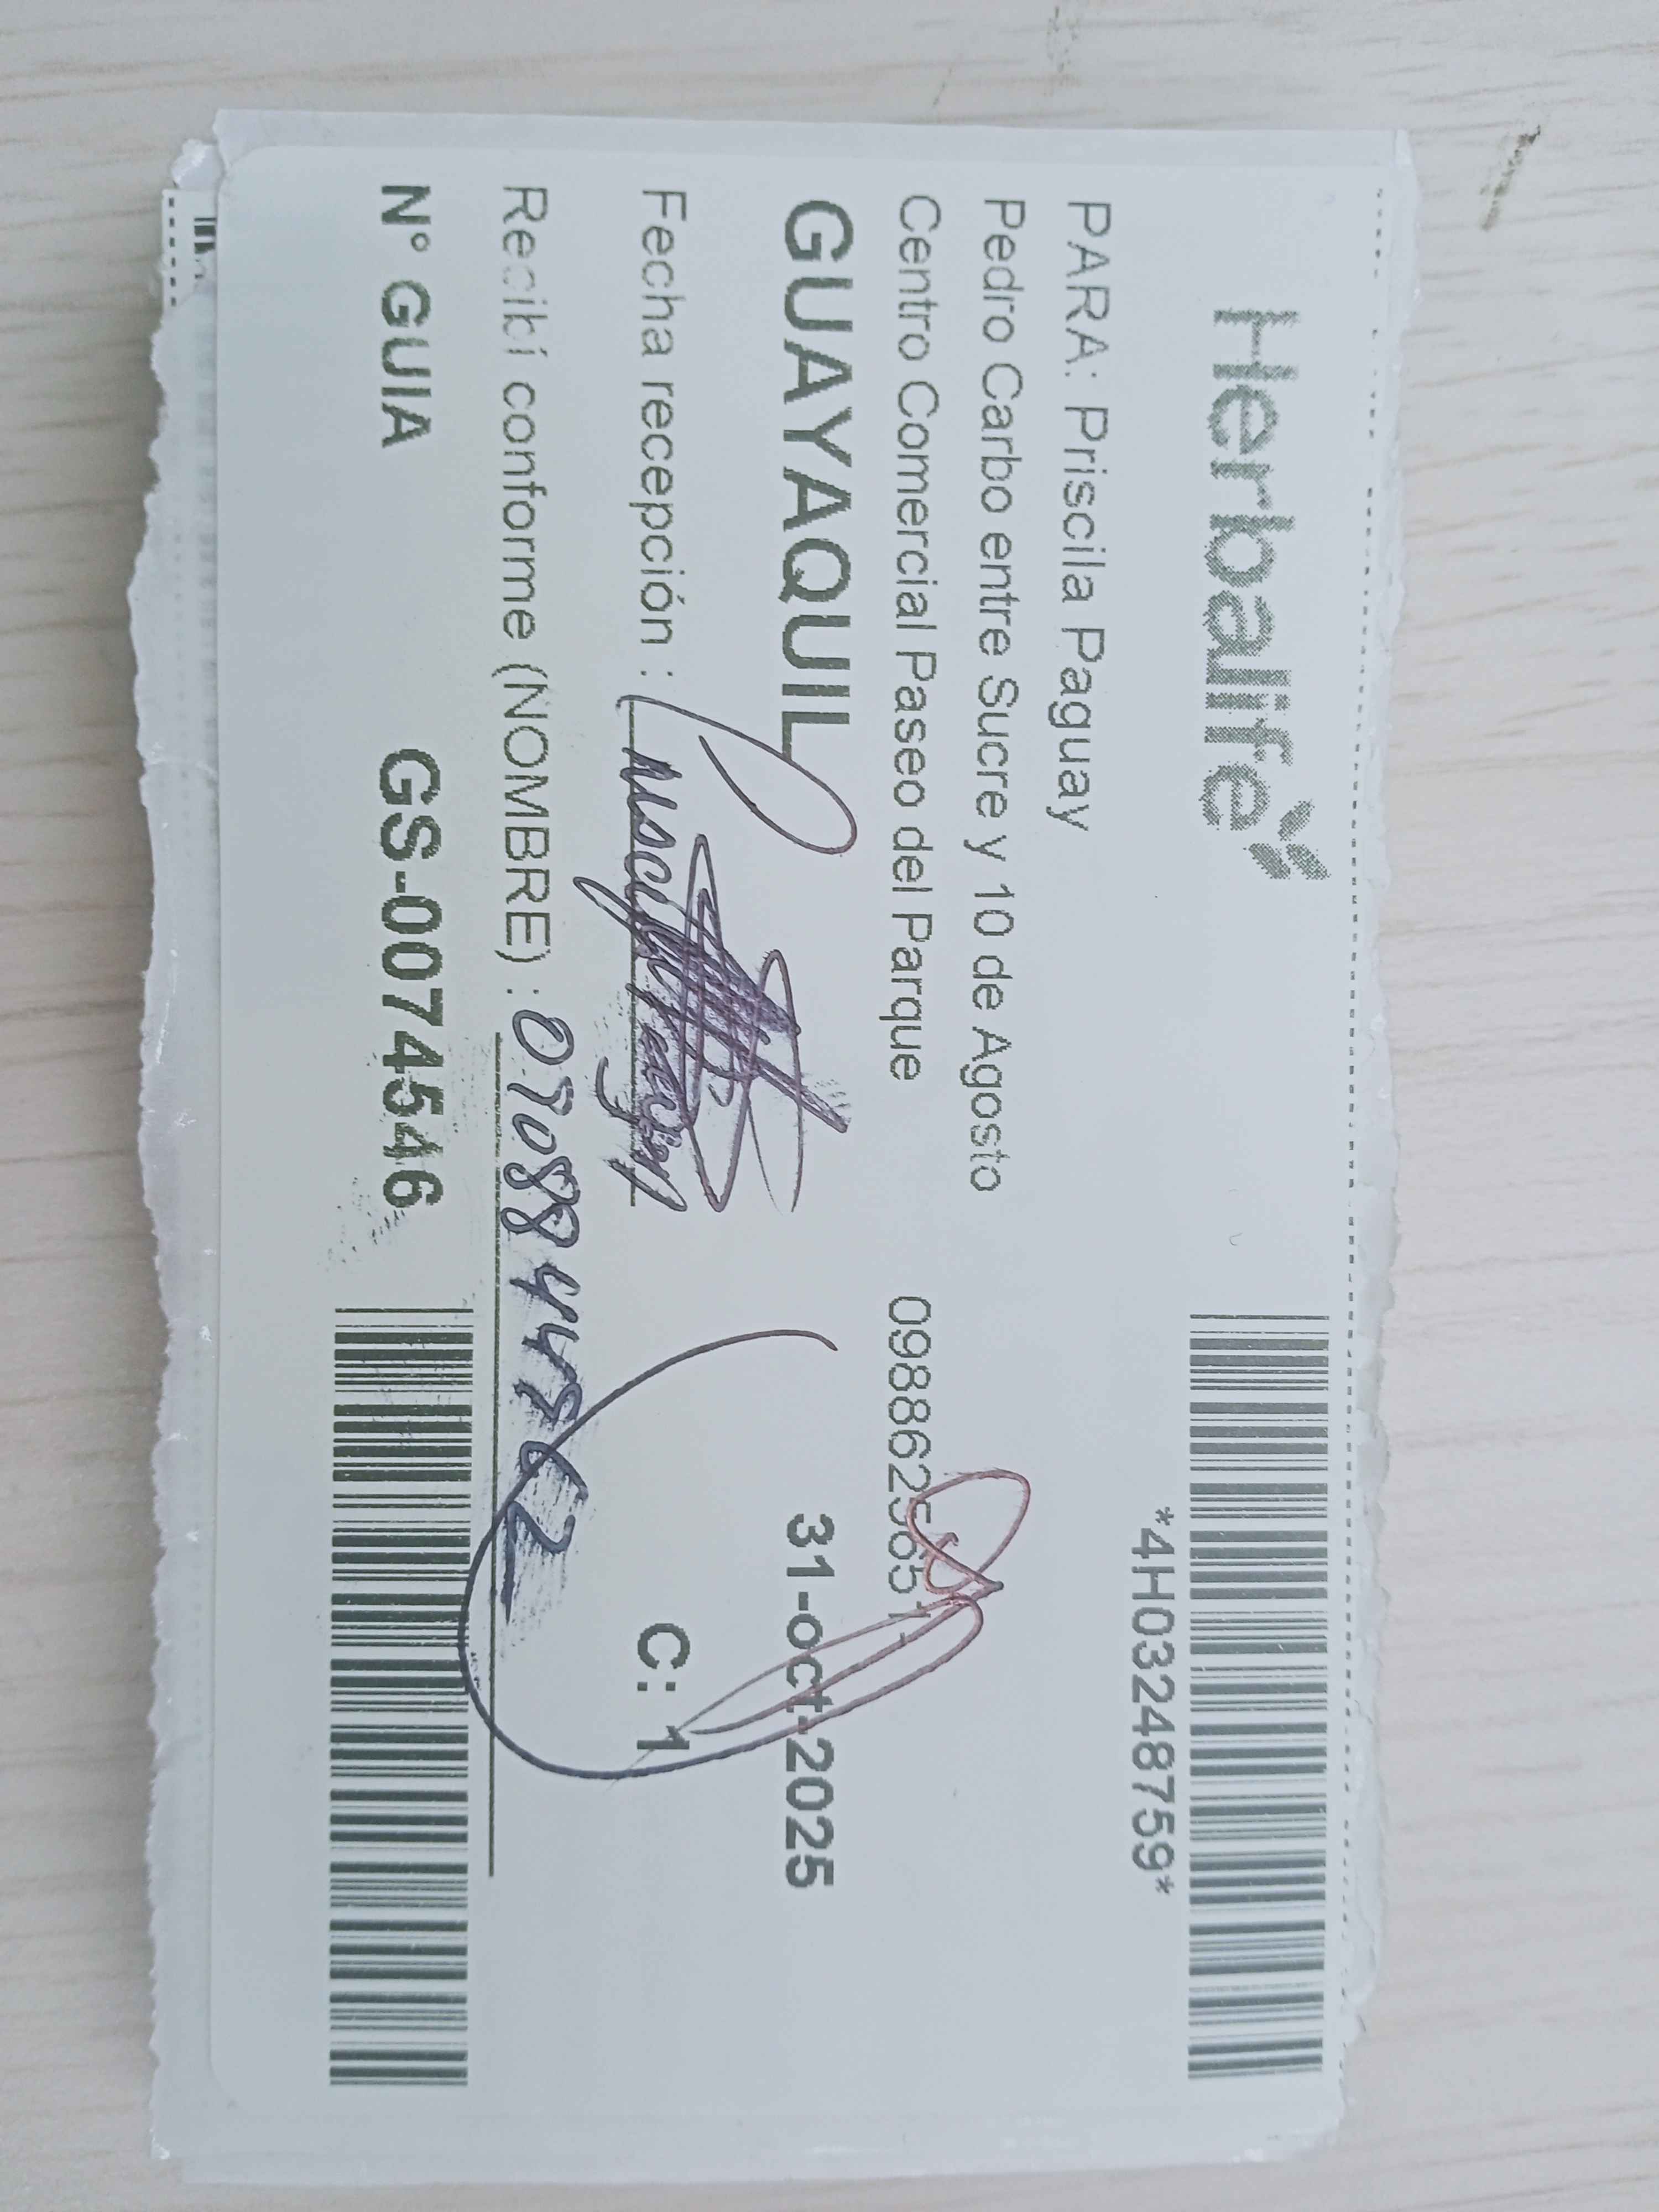 Herbalife
*4H03248759*
PARA: Priscila Paguay
Pedro Carbo entre Sucre y 10 de Agosto
Centro Comercial Paseo del Parque 0988625651
GUAYAQUIL 31-oct-2025
Fecha recepción : C: 1
Recibí conforme (NOMBRE) :
N° GUIA GS-0074546